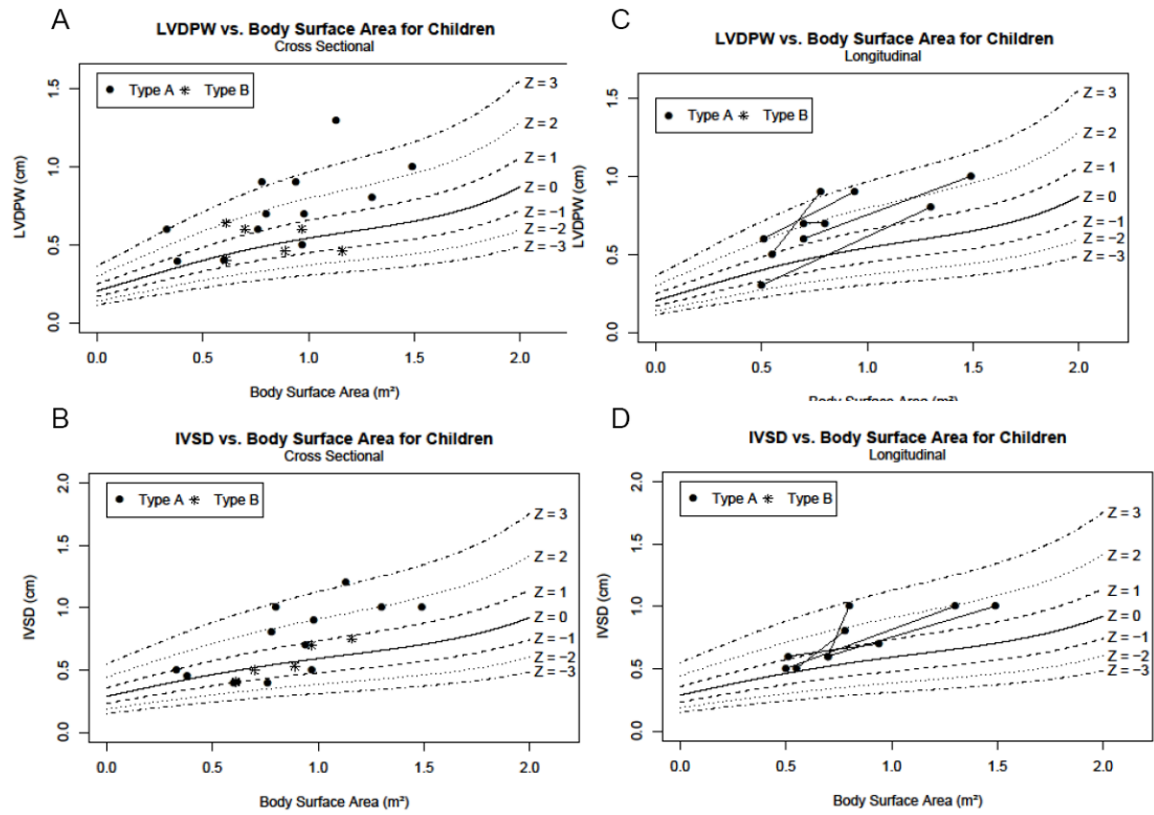 A
LVDPW vs. Body Surface Area for Children
Cross Sectional
Type A Type B
Z = 3
Z = 2
Z = 1
Z = 0
Z = −1
Z = −2
Z = −3
LVDPW (cm)
0.0 0.5 1.0 1.5
0.0 0.5 1.0 1.5 2.0
Body Surface Area (m²)
C
LVDPW vs. Body Surface Area for Children
Longitudinal
Type A Type B
Z = 3
Z = 2
Z = 1
Z = 0
Z = −1
Z = −2
Z = −3
LVDPW (cm)
0.0 0.5 1.0 1.5
0.0 0.5 1.0 1.5 2.0
Body Surface Area (m²)
B
IVSD vs. Body Surface Area for Children
Cross Sectional
Type A Type B
Z = 3
Z = 2
Z = 1
Z = 0
Z = −1
Z = −2
Z = −3
IVSD (cm)
0.0 0.5 1.0 1.5 2.0
0.0 0.5 1.0 1.5 2.0
Body Surface Area (m²)
D
IVSD vs. Body Surface Area for Children
Longitudinal
Type A Type B
Z = 3
Z = 2
Z = 1
Z = 0
Z = −1
Z = −2
Z = −3
IVSD (cm)
0.0 0.5 1.0 1.5 2.0
0.0 0.5 1.0 1.5 2.0
Body Surface Area (m²)